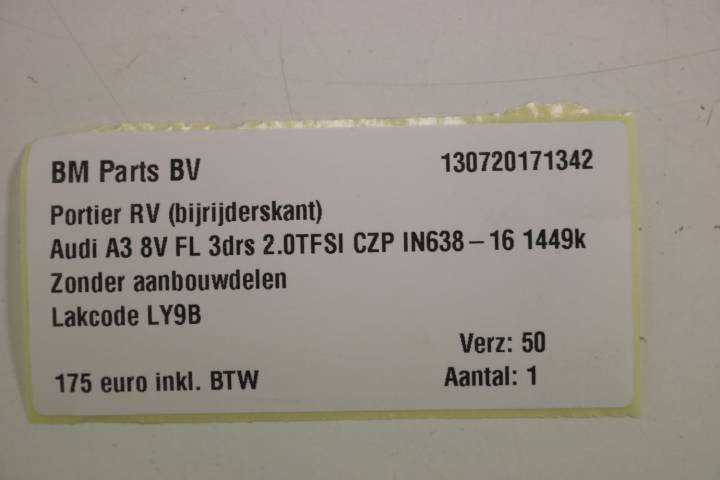 BM Parts BV 130720171342
Portier RV (bijrijderskant)
Audi A3 8V FL 3drs 2.0TFSI CZP IN638 – 16 1449k
Zonder aanbouwdelen
Lakcode LY9B
Verz: 50
175 euro inkl. BTW Aantal: 1